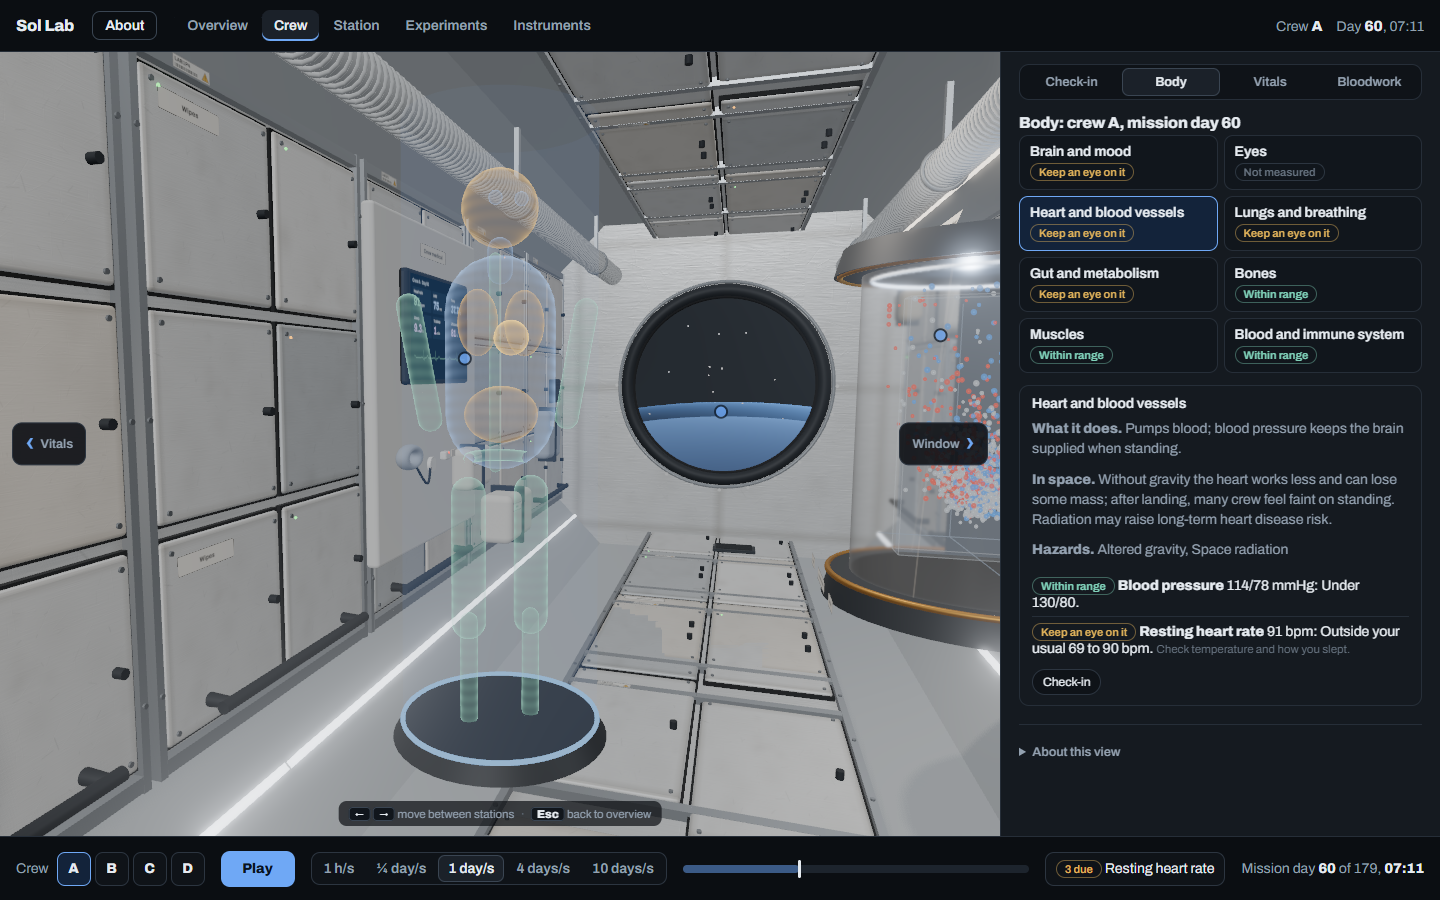 Sol Lab
About
Overview
Crew
Station
Experiments
Instruments
Crew A
Day 60, 07:11
Wipes
Wipes
Vitals
Window
← → move between stations · Esc back to overview
Check-in
Body
Vitals
Bloodwork
Body: crew A, mission day 60
Brain and mood
Keep an eye on it
Eyes
Not measured
Heart and blood vessels
Keep an eye on it
Lungs and breathing
Keep an eye on it
Gut and metabolism
Keep an eye on it
Bones
Within range
Muscles
Within range
Blood and immune system
Within range
Heart and blood vessels
What it does. Pumps blood; blood pressure keeps the brain
supplied when standing.
In space. Without gravity the heart works less and can lose
some mass; after landing, many crew feel faint on standing.
Radiation may raise long-term heart disease risk.
Hazards. Altered gravity, Space radiation
Within range Blood pressure 114/78 mmHg: Under
130/80.
Keep an eye on it Resting heart rate 91 bpm: Outside your
usual 69 to 90 bpm. Check temperature and how you slept.
Check-in
About this view
Crew
A
B
C
D
Play
1 h/s
¼ day/s
1 day/s
4 days/s
10 days/s
3 due Resting heart rate
Mission day 60 of 179, 07:11